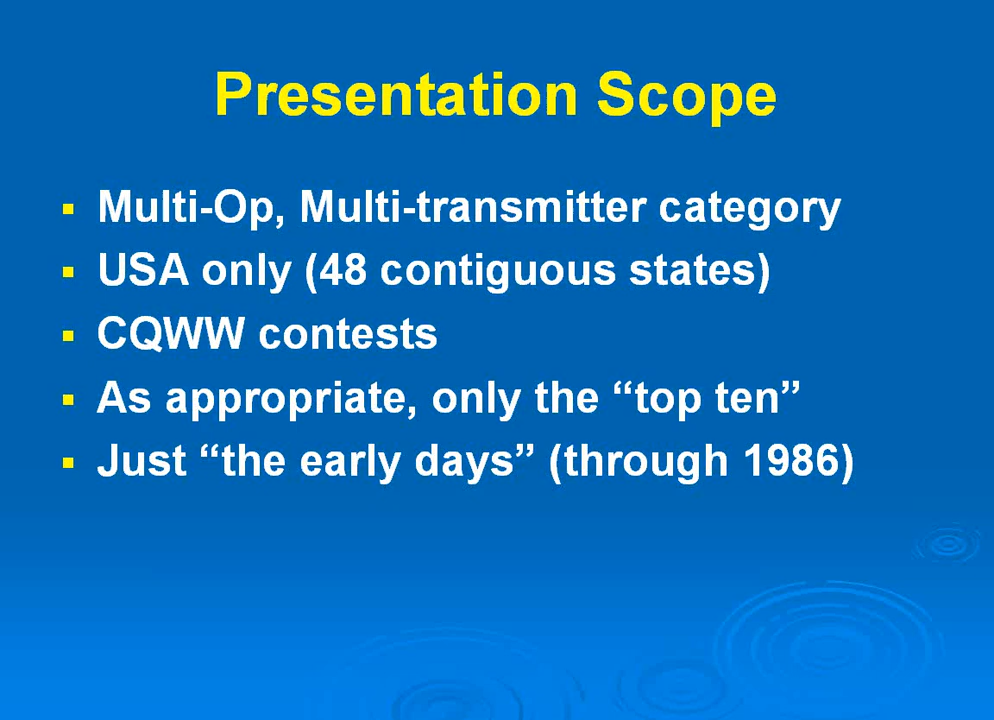 Presentation Scope
▪ Multi-Op, Multi-transmitter category
▪ USA only (48 contiguous states)
▪ CQWW contests
▪ As appropriate, only the “top ten”
▪ Just “the early days” (through 1986)